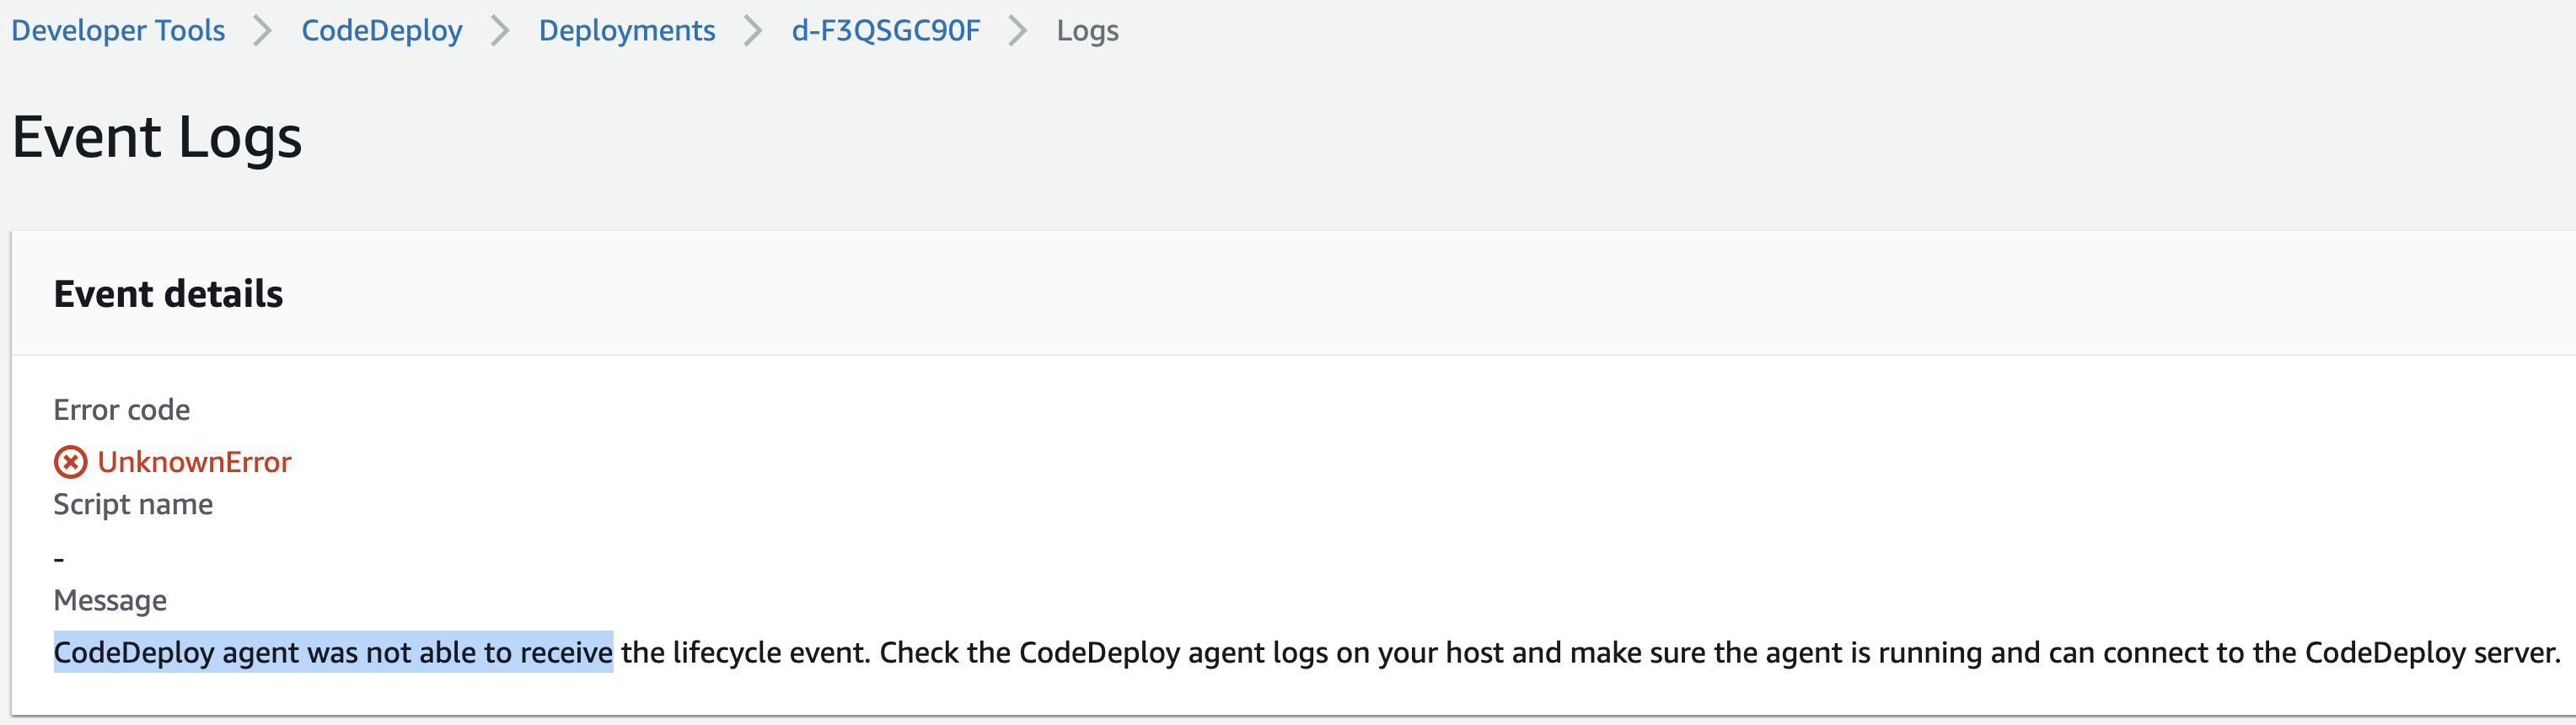 Developer Tools > CodeDeploy > Deployments > d-F3QSGC90F > Logs
Event Logs
Event details
Error code
UnknownError
Script name
-
Message
CodeDeploy agent was not able to receive the lifecycle event. Check the CodeDeploy agent logs on your host and make sure the agent is running and can connect to the CodeDeploy server.